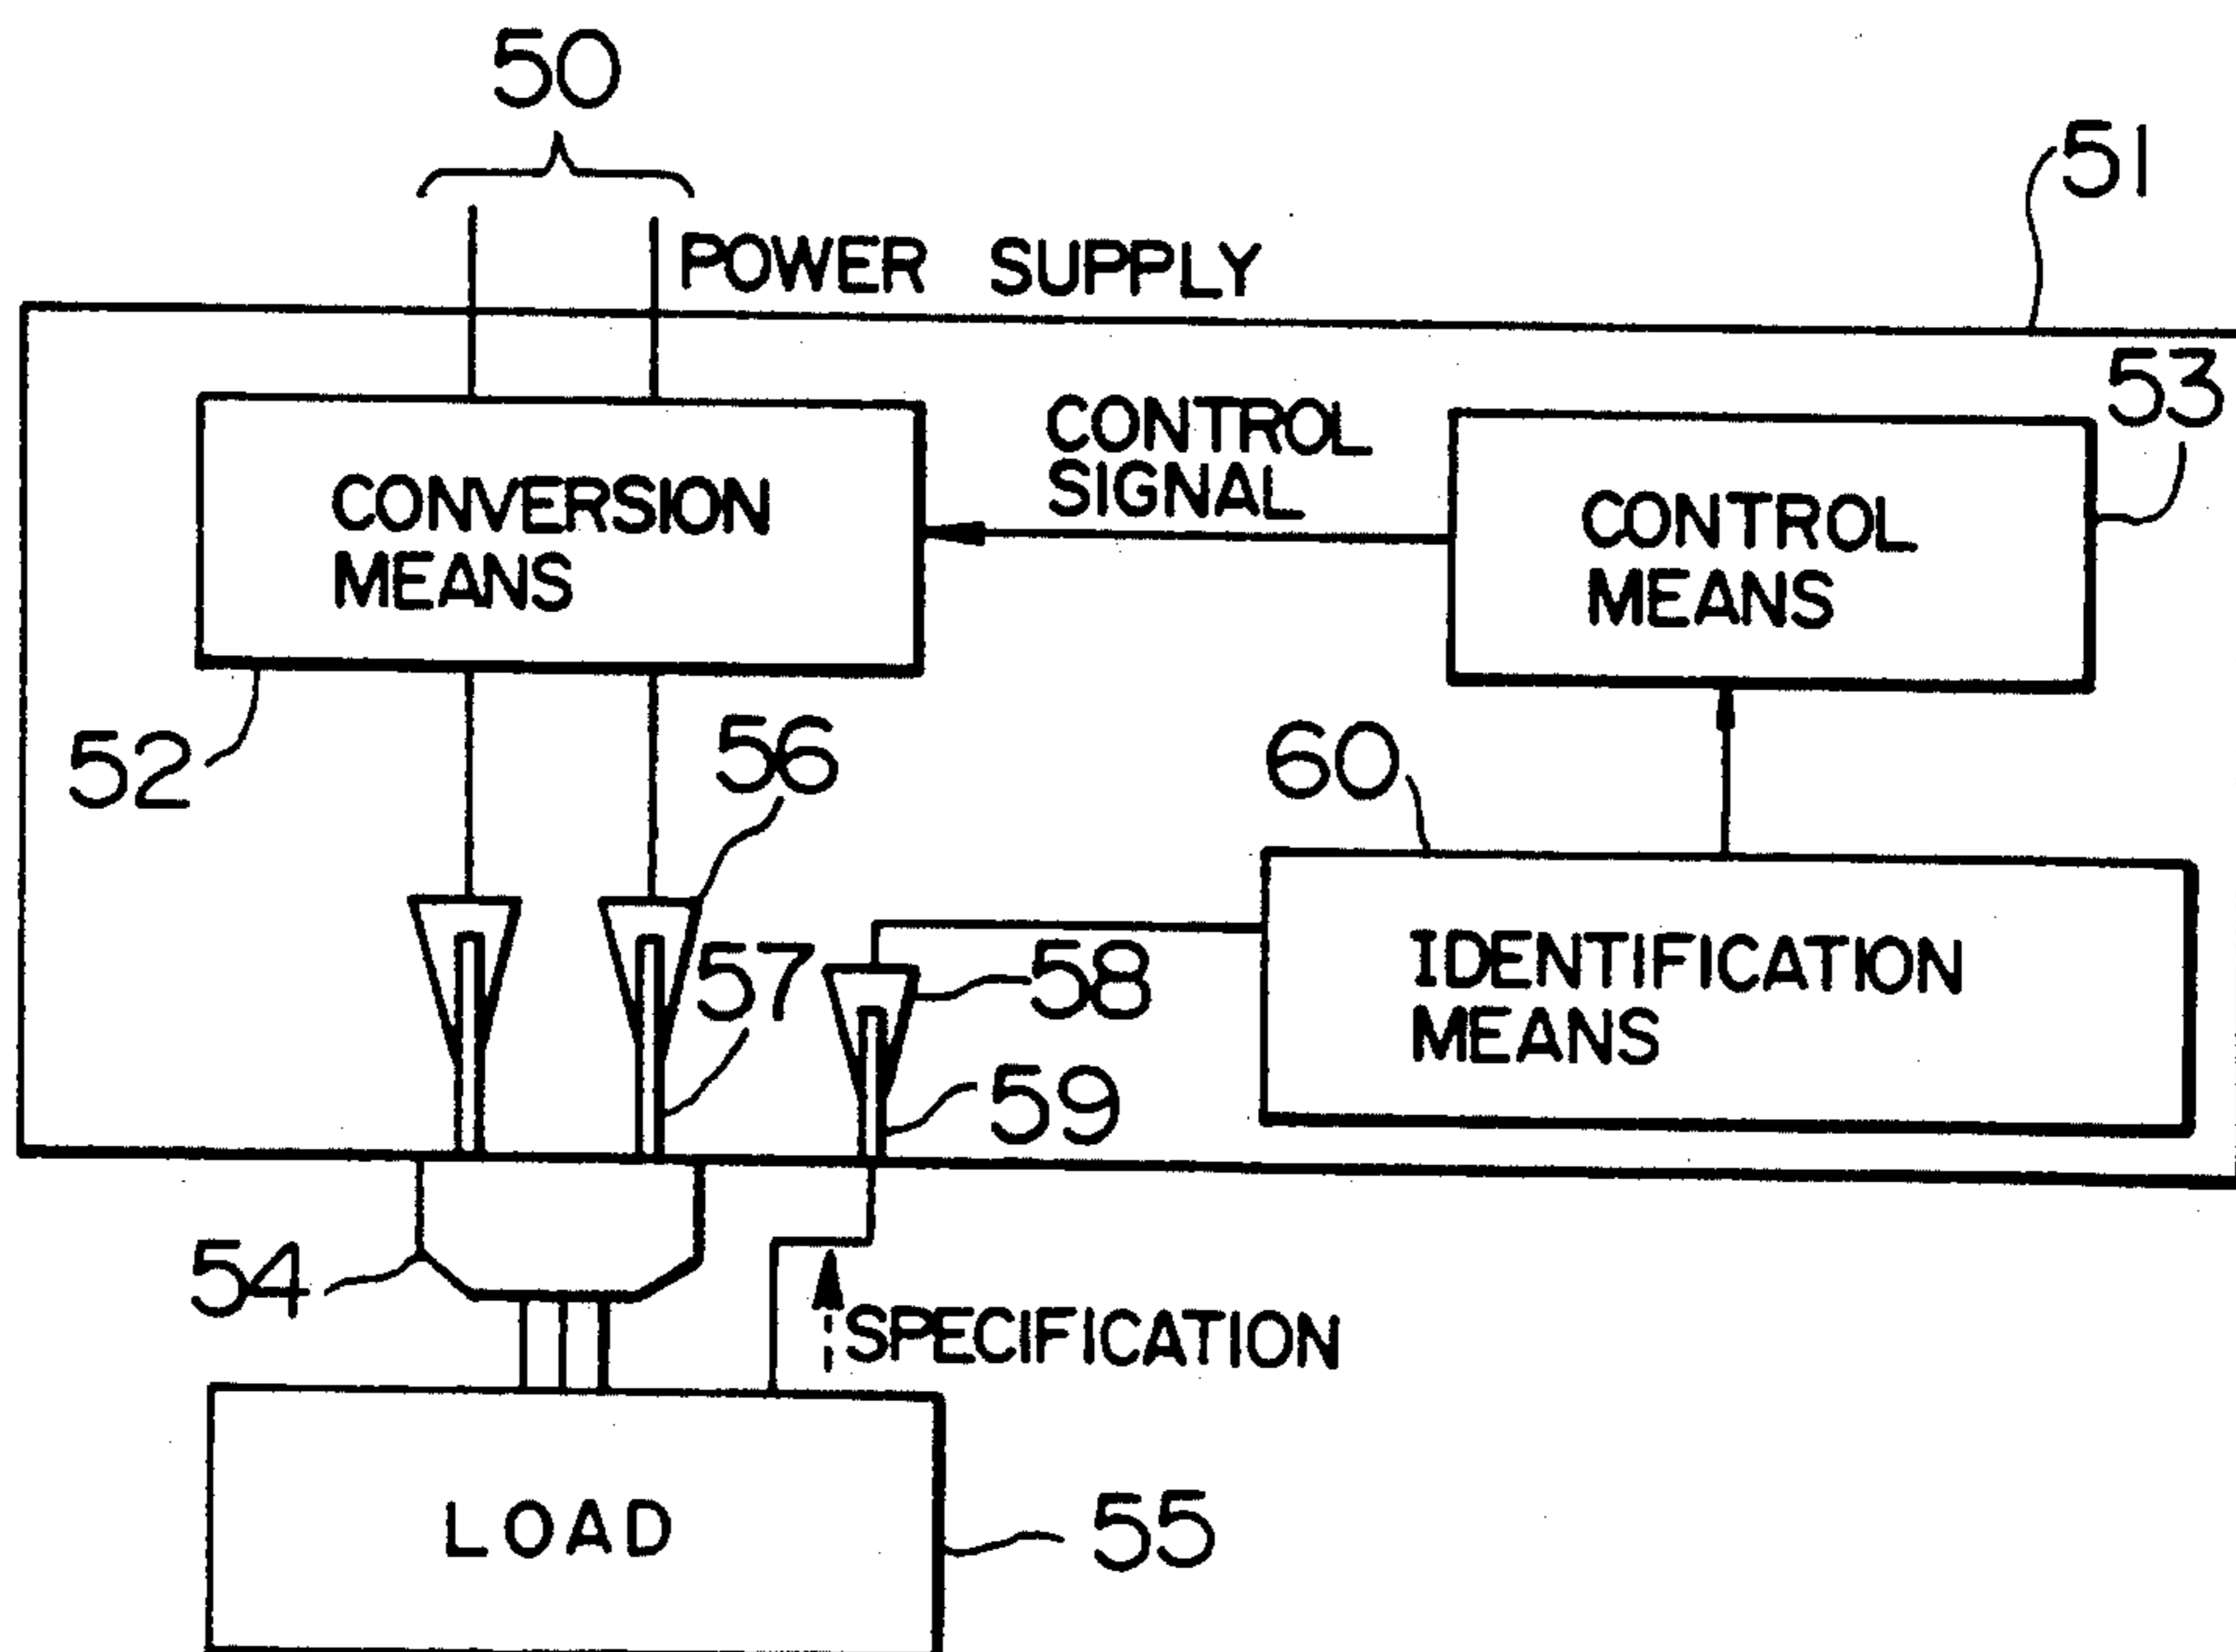 50
51
POWER SUPPLY
53
CONTROL
SIGNAL
CONVERSION
MEANS
CONTROL
MEANS
52
56
60
57
58
IDENTIFICATION
MEANS
59
54
SPECIFICATION
LOAD
55